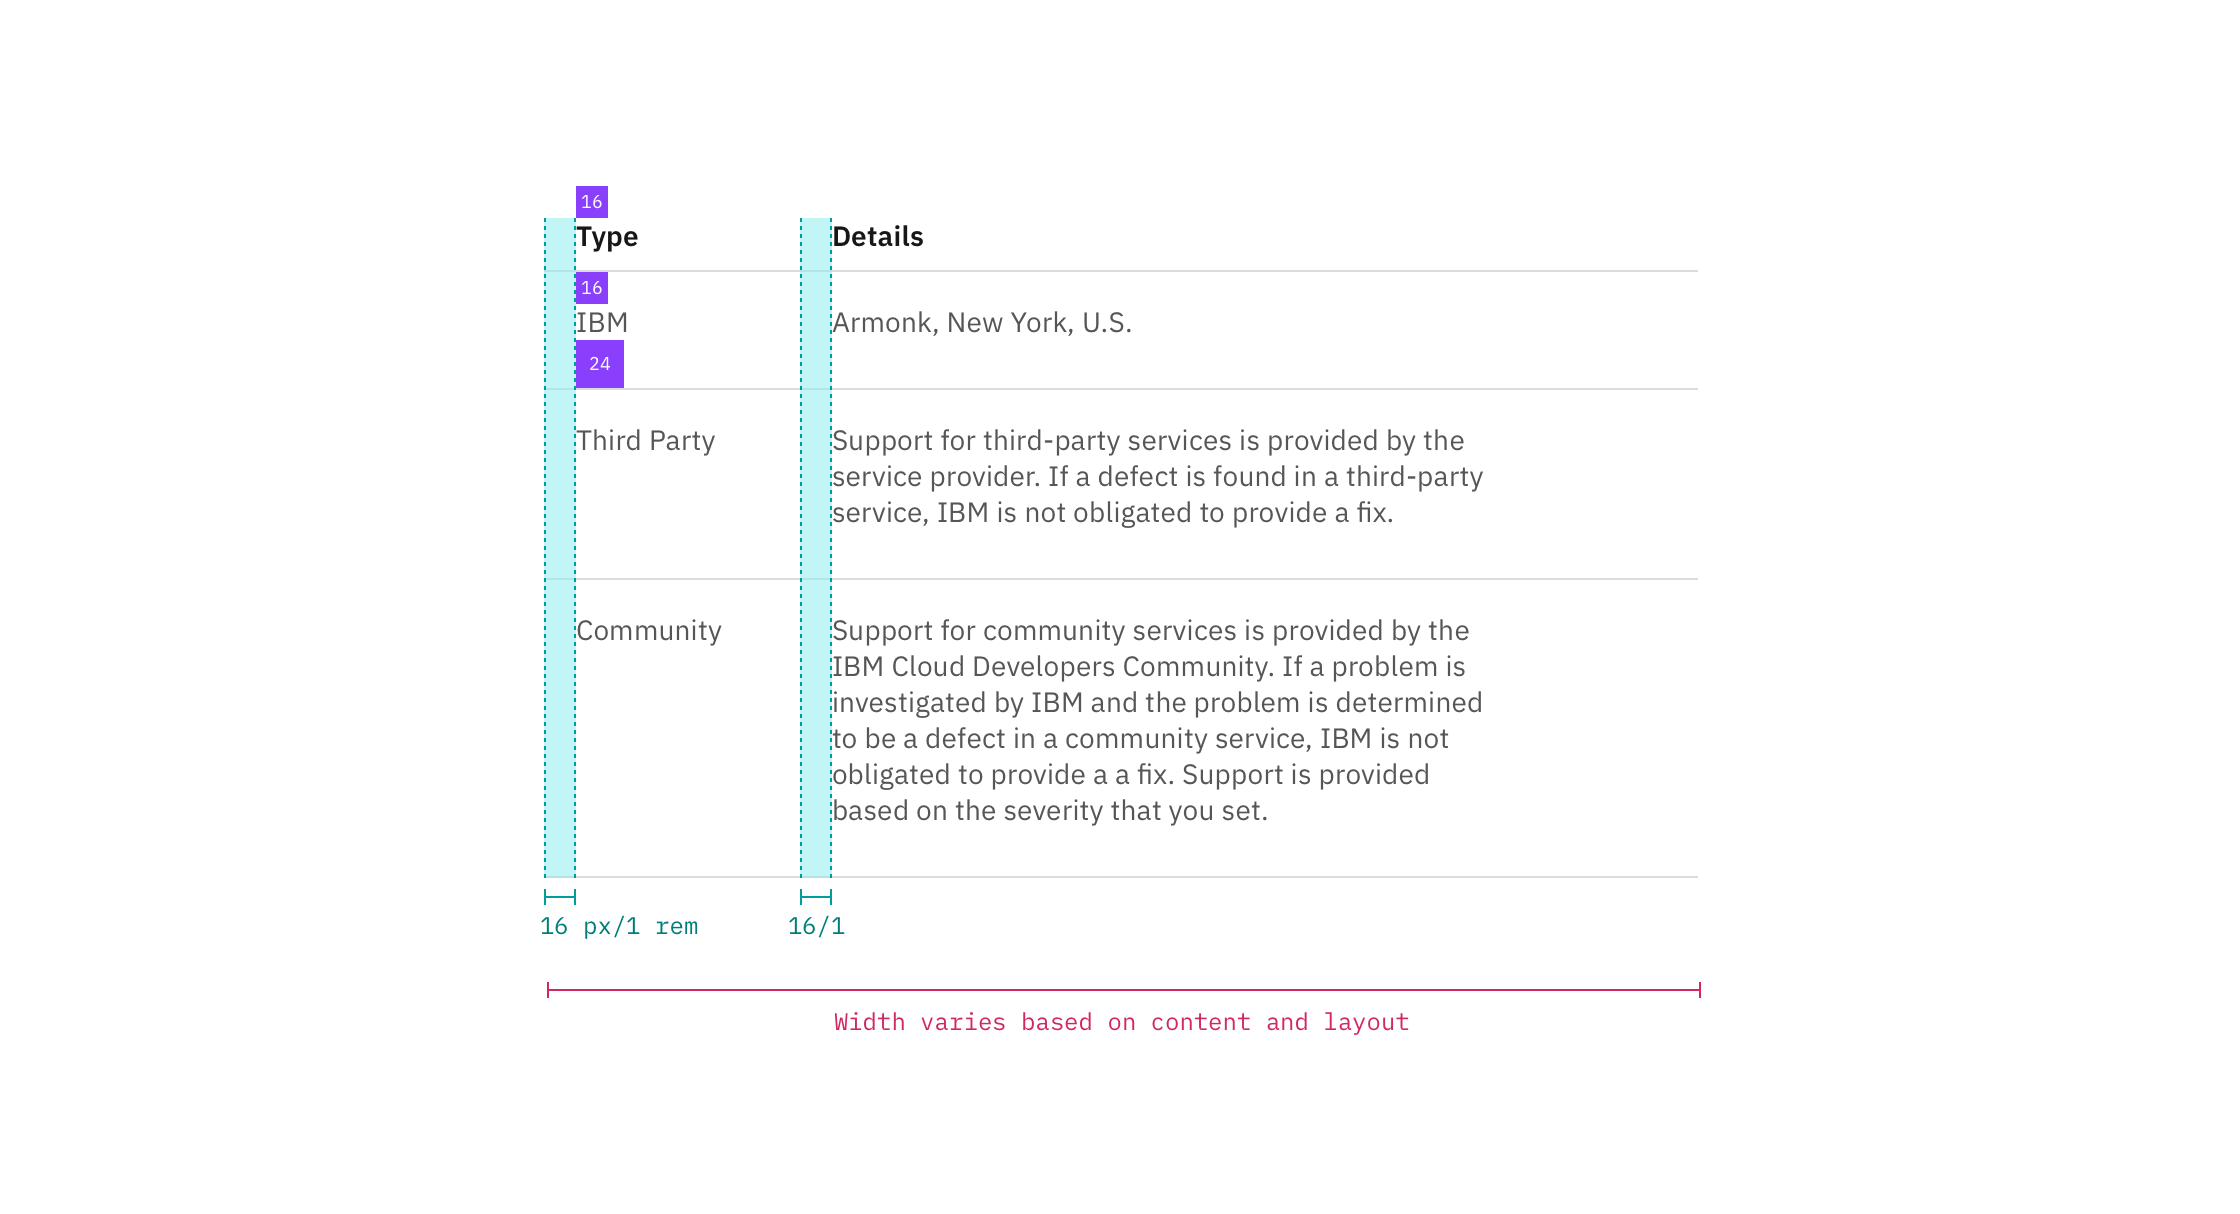 16
Type Details
16
IBM Armonk, New York, U.S.
24
Third Party Support for third-party services is provided by the
service provider. If a defect is found in a third-party
service, IBM is not obligated to provide a fix.
Community Support for community services is provided by the
IBM Cloud Developers Community. If a problem is
investigated by IBM and the problem is determined
to be a defect in a community service, IBM is not
obligated to provide a a fix. Support is provided
based on the severity that you set.
16 px/1 rem 16/1
Width varies based on content and layout